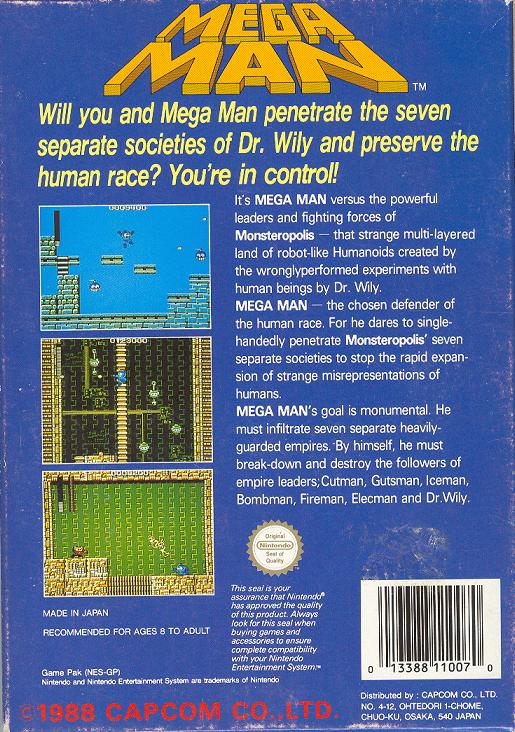 MEGA
MAN™
Will you and Mega Man penetrate the seven
separate societies of Dr. Wily and preserve the
human race? You're in control!
0009400
0123000
It's MEGA MAN versus the powerful
leaders and fighting forces of
Monsteropolis — that strange multi-layered
land of robot-like Humanoids created by
the wronglyperformed experiments with
human beings by Dr. Wily.
MEGA MAN — the chosen defender of
the human race. For he dares to single-
handedly penetrate Monsteropolis' seven
separate societies to stop the rapid expan-
sion of strange misrepresentations of
humans.
MEGA MAN's goal is monumental. He
must infiltrate seven separate heavily-
guarded empires. By himself, he must
break-down and destroy the followers of
empire leaders;Cutman, Gutsman, Iceman,
Bombman, Fireman, Elecman and Dr.Wily.
Original
Nintendo
Seal of
Quality
This seal is your
assurance that Nintendo®
has approved the quality
of this product. Always
look for this seal when
buying games and
accessories to ensure
complete compatibility
with your Nintendo
Entertainment System.™
MADE IN JAPAN
RECOMMENDED FOR AGES 8 TO ADULT
Game Pak (NES-GP)
Nintendo and Nintendo Entertainment System are trademarks of Nintendo
©1988 CAPCOM CO.,LTD.
0 13388 11007 0
Distributed by : CAPCOM CO., LTD.
NO. 4-12, OHTEDORI 1-CHOME,
CHUO-KU, OSAKA, 540 JAPAN